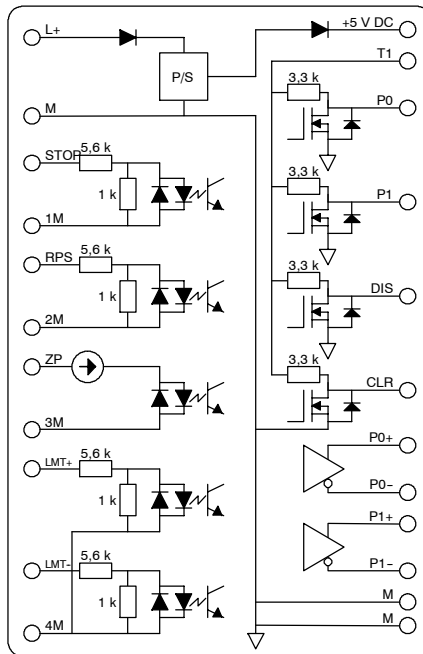 L+
+5 V DC
T1
P/S
3,3 k
P0
M
STOP
5,6 k
1 k
1M
3,3 k
P1
RPS
5,6 k
1 k
2M
3,3 k
DIS
ZP
3M
3,3 k
CLR
LMT+
5,6 k
1 k
P0+
P0−
LMT-
5,6 k
1 k
4M
P1+
P1−
M
M